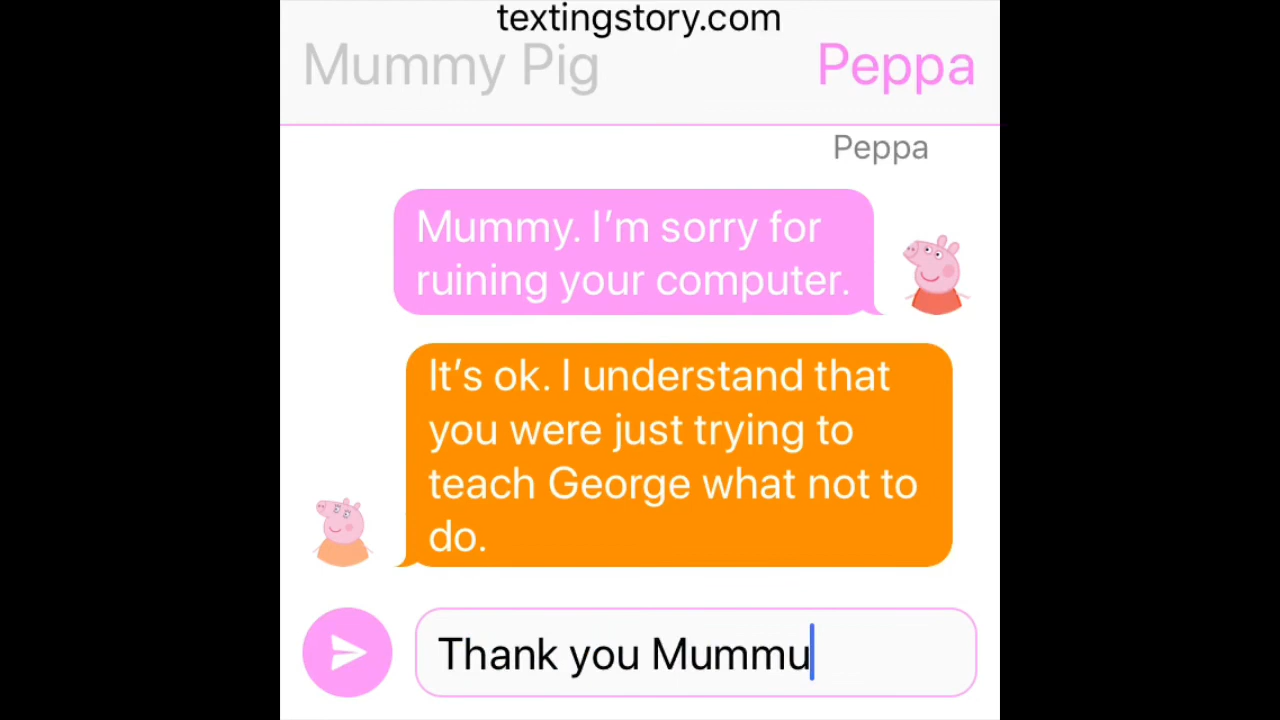 textingstory.com
Mummy Pig
Peppa
Peppa
Mummy. I’m sorry for
ruining your computer.
It’s ok. I understand that
you were just trying to
teach George what not to
do.
Thank you Mummu